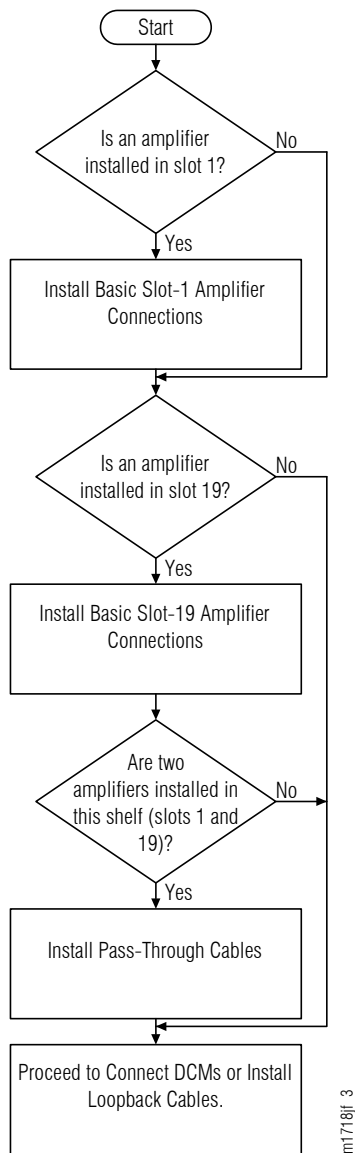 Start
Is an amplifier
installed in slot 1?
No
Yes
Install Basic Slot-1 Amplifier
Connections
Is an amplifier
installed in slot 19?
No
Yes
Install Basic Slot-19 Amplifier
Connections
Are two
amplifiers installed in
this shelf (slots 1 and
19)?
No
Yes
Install Pass-Through Cables
Proceed to Connect DCMs or Install
Loopback Cables.
m1718jf_3